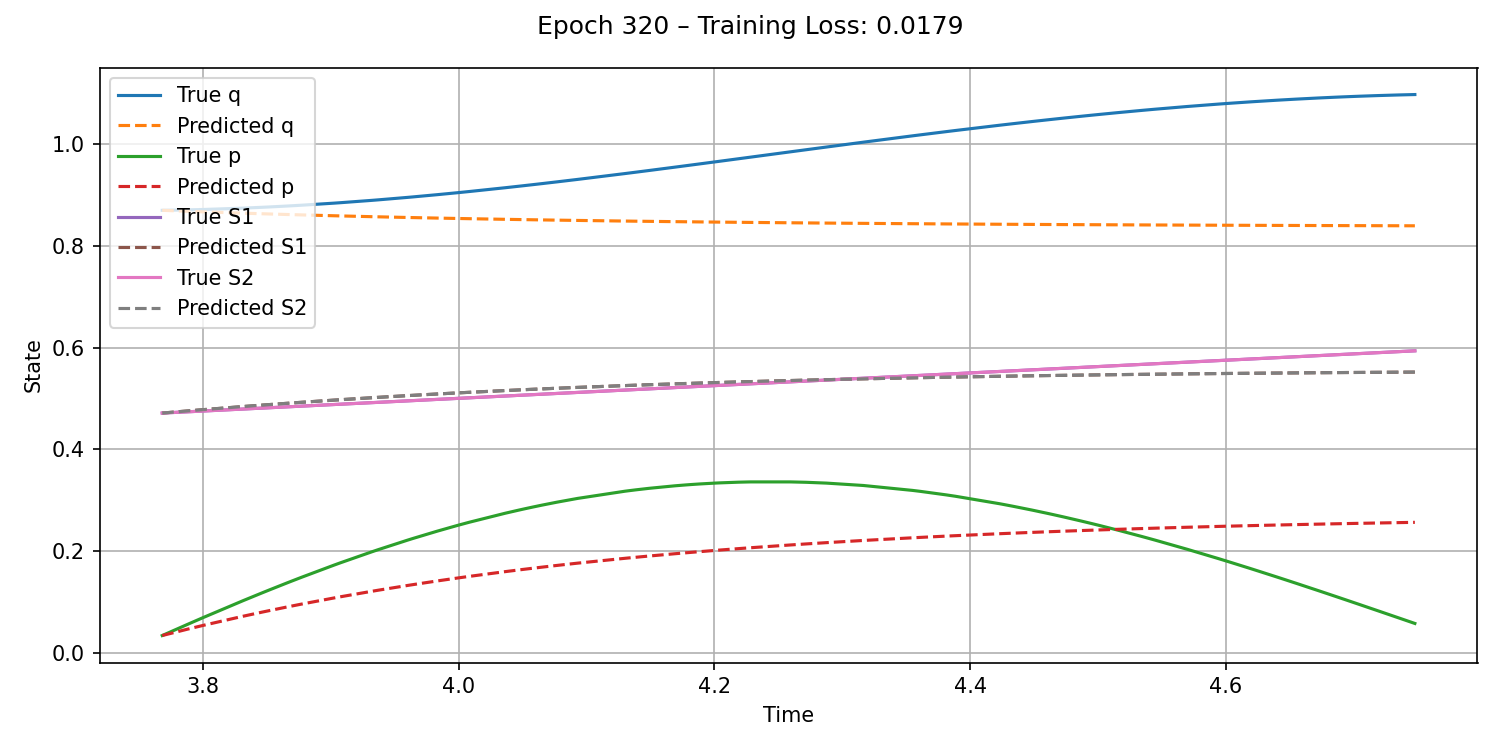 Epoch 320 – Training Loss: 0.0179
True q
Predicted q
True p
Predicted p
True S1
Predicted S1
True S2
Predicted S2
State
1.0
0.8
0.6
0.4
0.2
0.0
3.8 4.0 4.2 4.4 4.6
Time